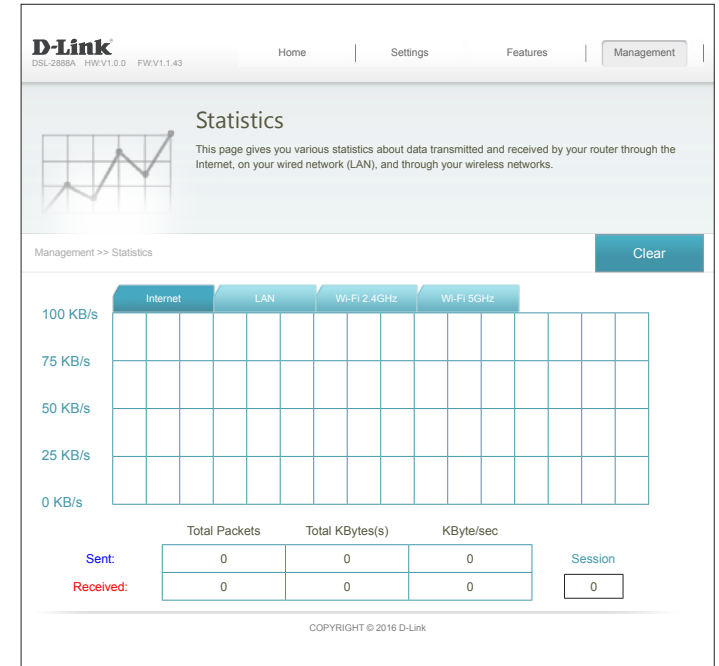 D-Link
DSL-2888A HW:V1.0.0 FW:V1.1.43
Home Settings Features Management
Statistics
This page gives you various statistics about data transmitted and received by your router through the
Internet, on your wired network (LAN), and through your wireless networks.
Management >> Statistics
Clear
Internet LAN Wi-Fi 2.4GHz Wi-Fi 5GHz
100 KB/s
75 KB/s
50 KB/s
25 KB/s
0 KB/s
Total Packets Total KBytes(s) KByte/sec
Sent: 0 0 0 Session
Received: 0 0 0 0
COPYRIGHT © 2016 D-Link